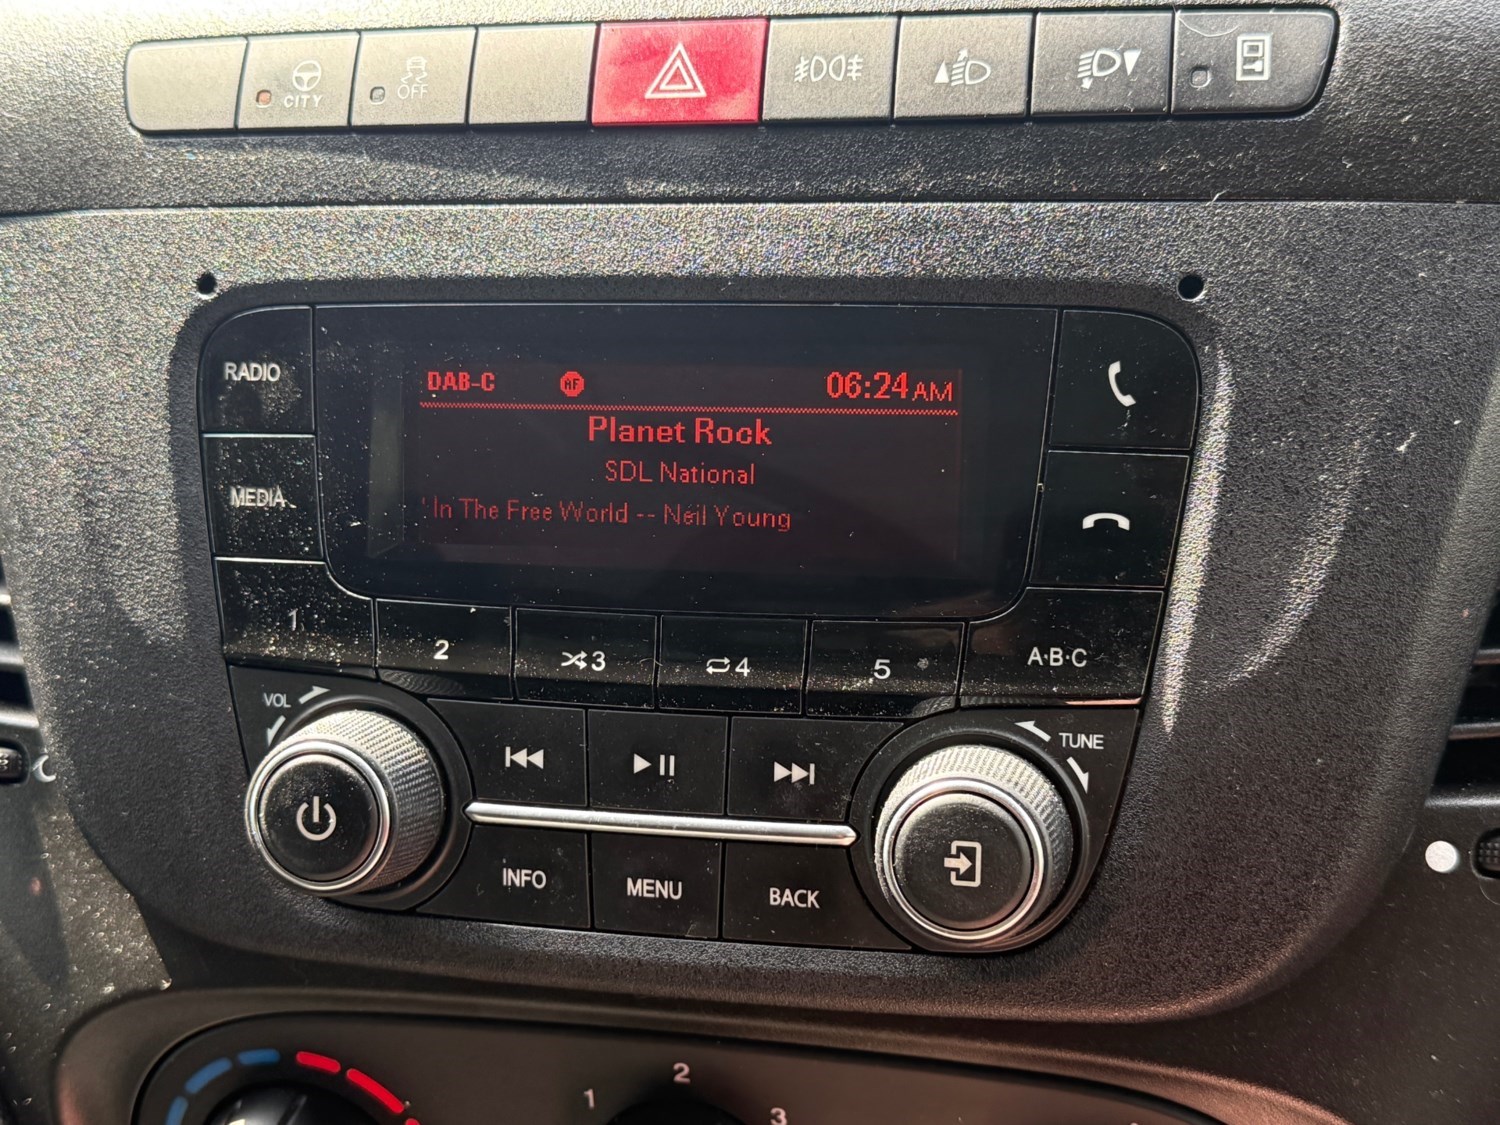 CITY
OFF
RADIO
DAB-C AF 06:24AM
Planet Rock
SDL National
MEDIA
' In The Free World -- Neil Young
1 2 3 4 5 A·B·C
VOL
TUNE
INFO MENU BACK
1 2 3